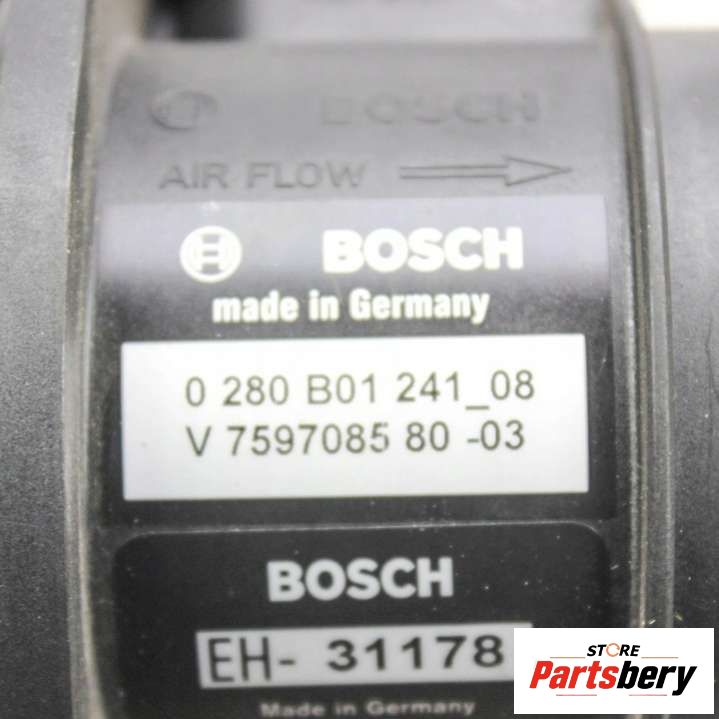 BOSCH
AIR FLOW
BOSCH
made in Germany
0 280 B01 241_08
V 7597085 80 -03
BOSCH
EH- 31178
Made in Germany
STORE
Partsbery